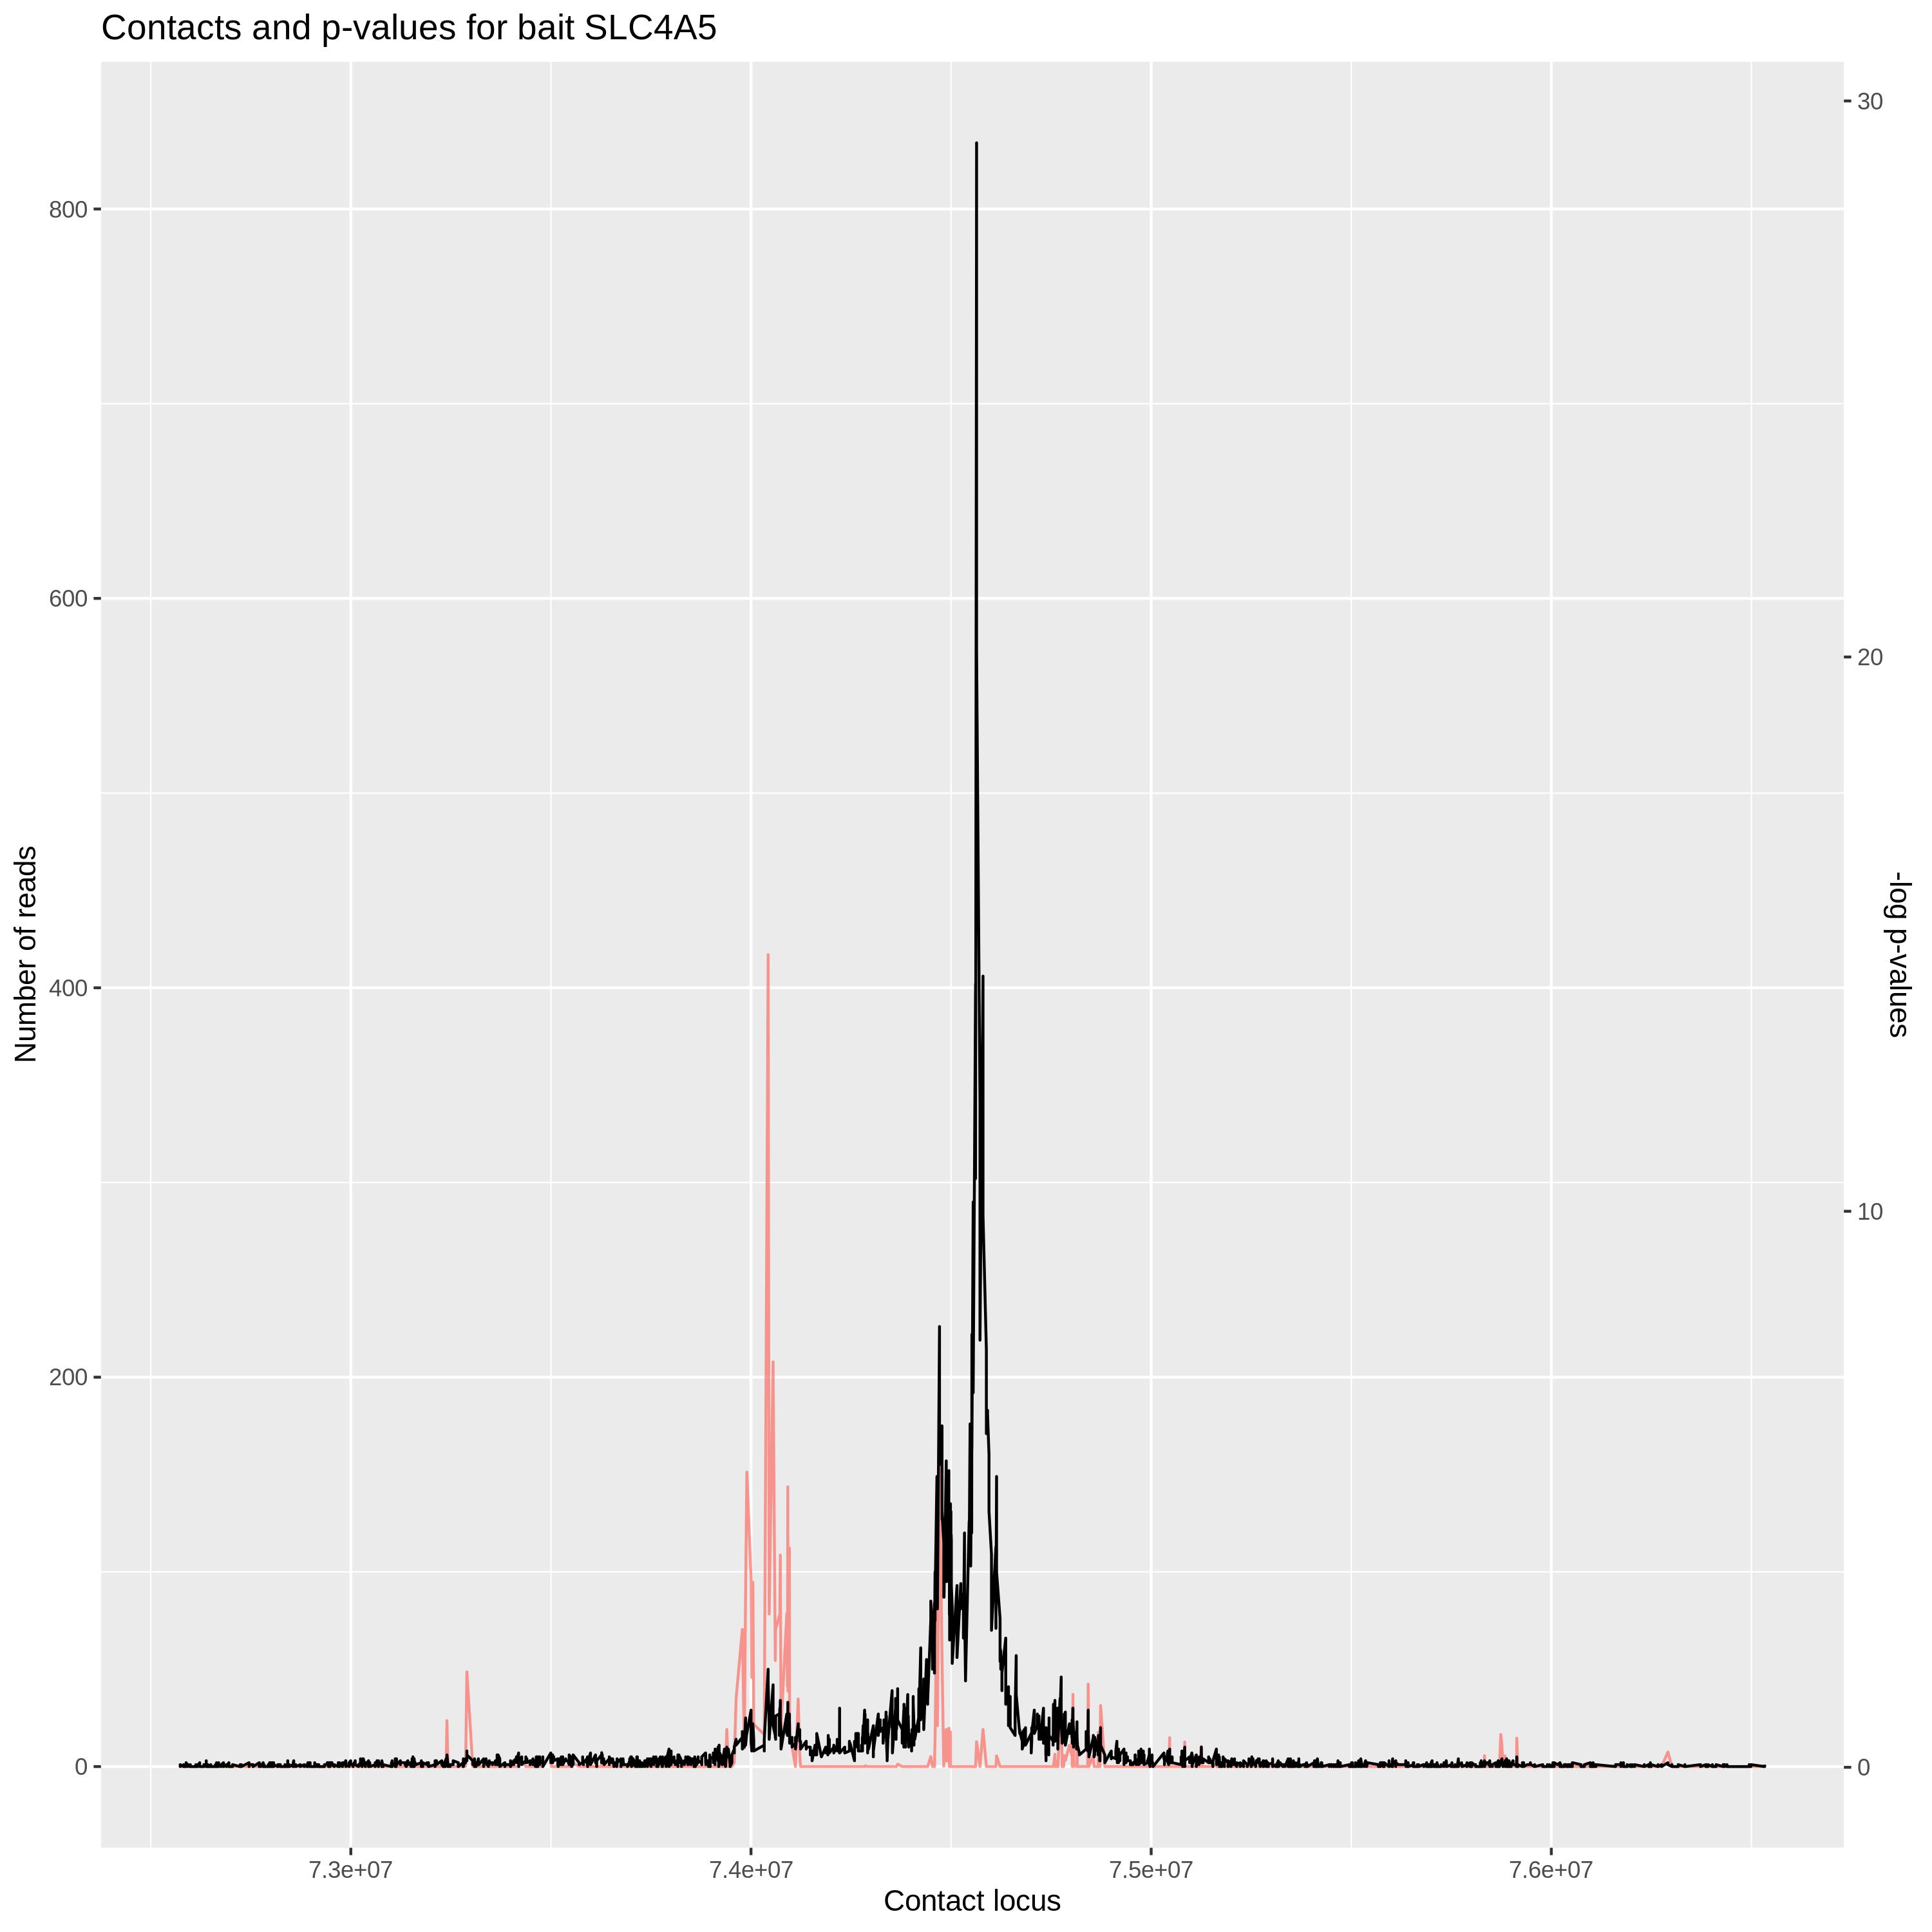 Contacts and p-values for bait SLC4A5
Number of reads
800
600
400
200
0
30
20
10
0
-log p-values
7.3e+07
7.4e+07
7.5e+07
7.6e+07
Contact locus